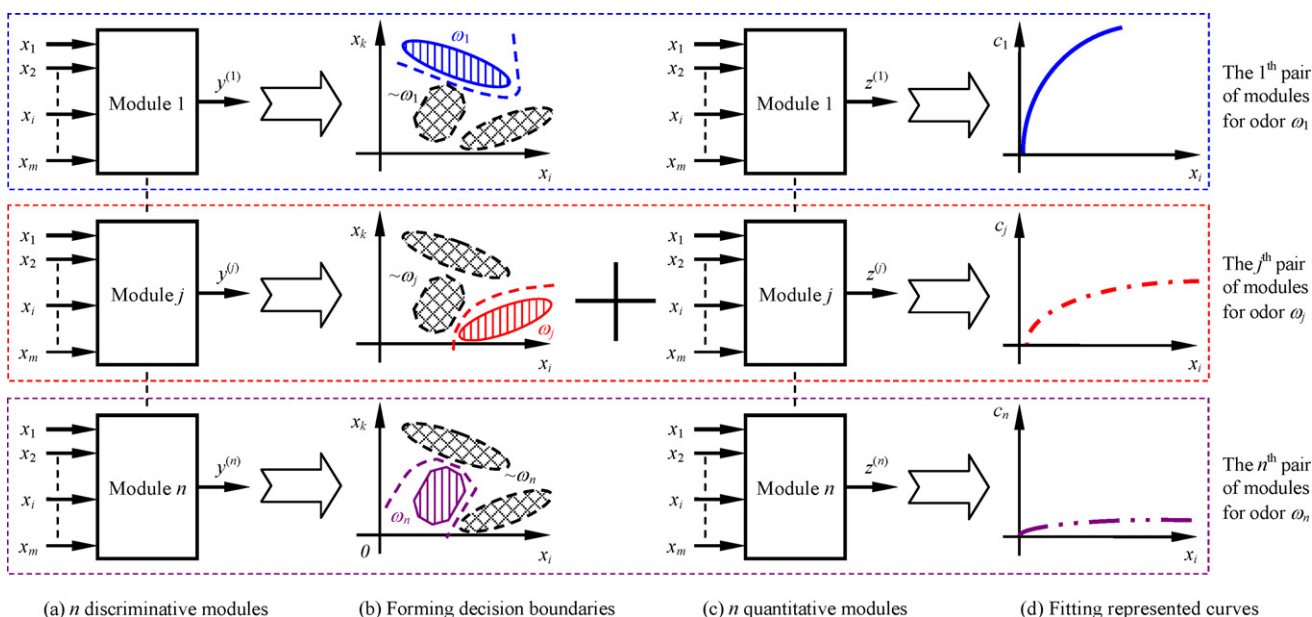 x₁
x₂
xᵢ
xₘ
Module 1
y⁽¹⁾
xₖ
ω₁
~ω₁
xᵢ
x₁
x₂
xᵢ
xₘ
Module 1
z⁽¹⁾
c₁
xᵢ
The 1ᵗʰ pair
of modules
for odor ω₁
x₁
x₂
xᵢ
xₘ
Module j
y⁽ʲ⁾
xₖ
~ωⱼ
ωⱼ
xᵢ
x₁
x₂
xᵢ
xₘ
Module j
z⁽ʲ⁾
cⱼ
xᵢ
The jᵗʰ pair
of modules
for odor ωⱼ
x₁
x₂
xᵢ
xₘ
Module n
y⁽ⁿ⁾
xₖ
~ωₙ
ωₙ
0
xᵢ
x₁
x₂
xᵢ
xₘ
Module n
z⁽ⁿ⁾
cₙ
xᵢ
The nᵗʰ pair
of modules
for odor ωₙ
(a) n discriminative modules
(b) Forming decision boundaries
(c) n quantitative modules
(d) Fitting represented curves